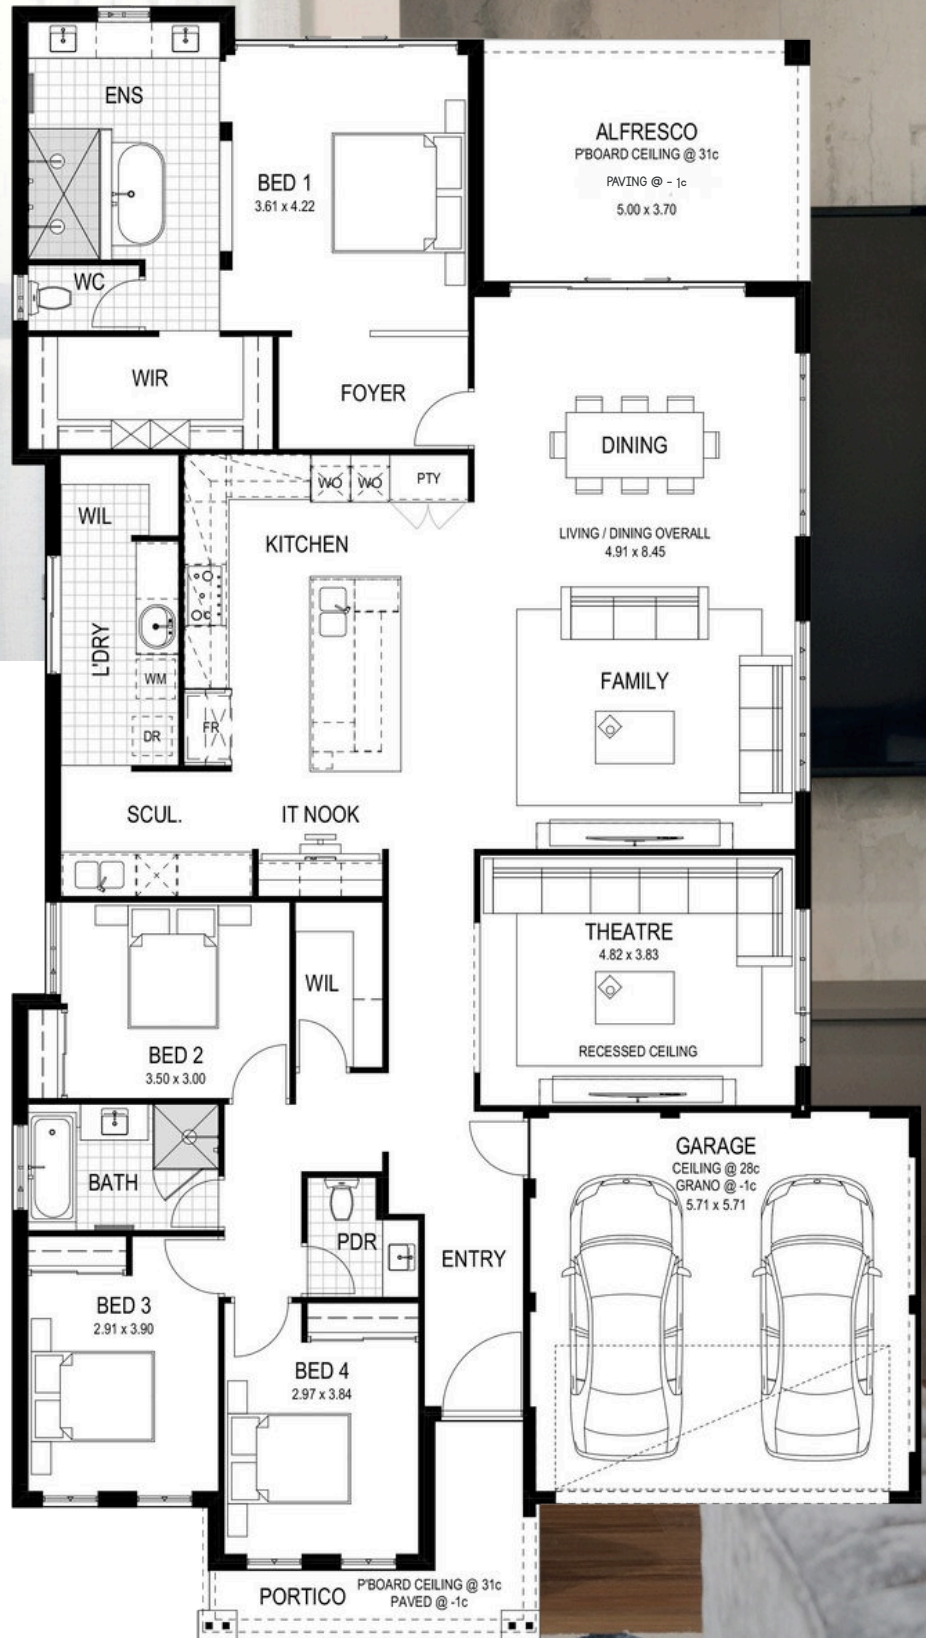 ENS
BED 1
3.61 x 4.22
ALFRESCO
P'BOARD CEILING @ 31c
PAVING @ - 1c
5.00 x 3.70
WC
WIR
FOYER
DINING
LIVING / DINING OVERALL
4.91 x 8.45
WO WO PTY
KITCHEN
WIL
L'DRY
WM
DR
FR
FAMILY
SCUL.
IT NOOK
THEATRE
4.82 x 3.83
RECESSED CEILING
WIL
BED 2
3.50 x 3.00
BATH
GARAGE
CEILING @ 28c
GRANO @ -1c
5.71 x 5.71
PDR
ENTRY
BED 3
2.91 x 3.90
BED 4
2.97 x 3.84
PORTICO
P'BOARD CEILING @ 31c
PAVED @ -1c